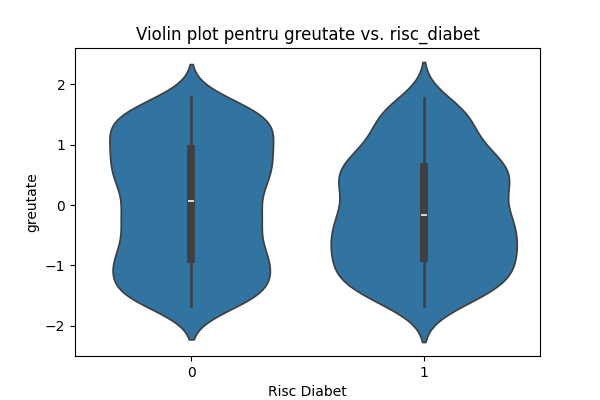 Violin plot pentru greutate vs. risc_diabet
greutate
2
1
0
−1
−2
0 1
Risc Diabet